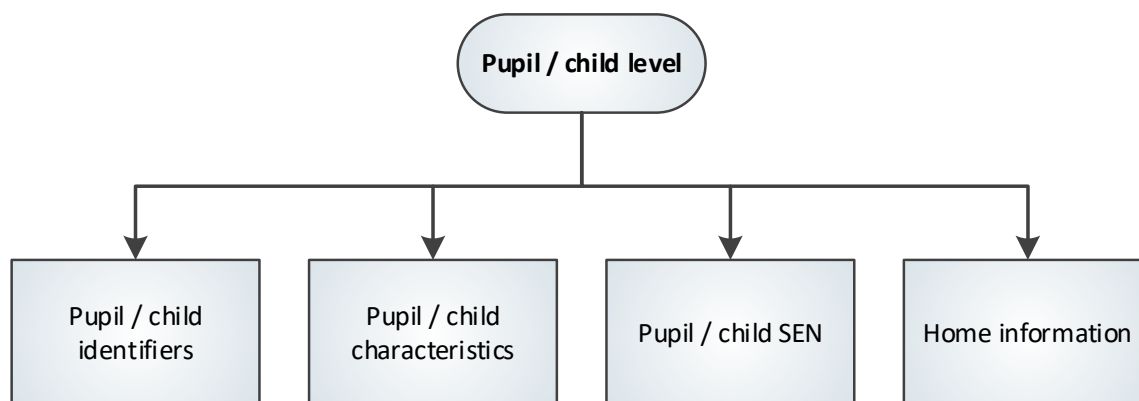 Pupil / child level
Pupil / child
identifiers
Pupil / child
characteristics
Pupil / child SEN
Home information